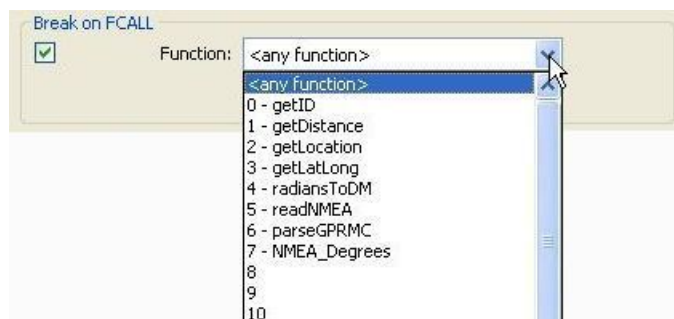 Break on FCALL
Function: <any function>
<any function>
0 - getID
1 - getDistance
2 - getLocation
3 - getLatLong
4 - radiansToDM
5 - readNMEA
6 - parseGPRMC
7 - NMEA_Degrees
8
9
10